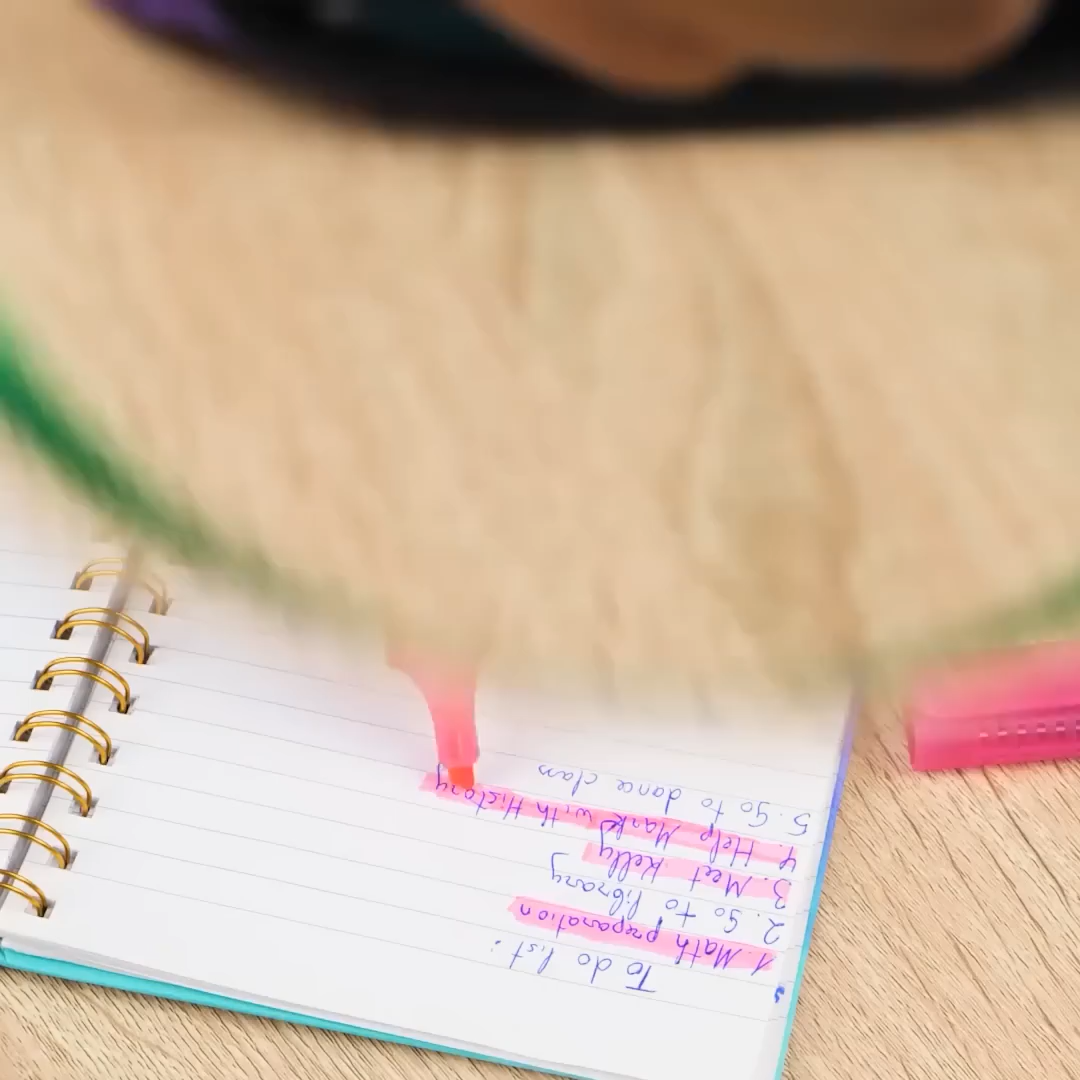 To do list:
1. Math preparation
2. Go to library
3. Meet Kelly
4. Help Mark with History
5. Go to dance class